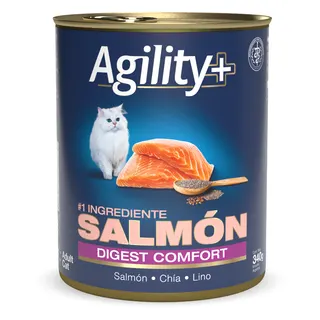 Agility+
#1 INGREDIENTE
SALMÓN
DIGEST COMFORT
Salmón • Chía • Lino
Adult
Cat
340g